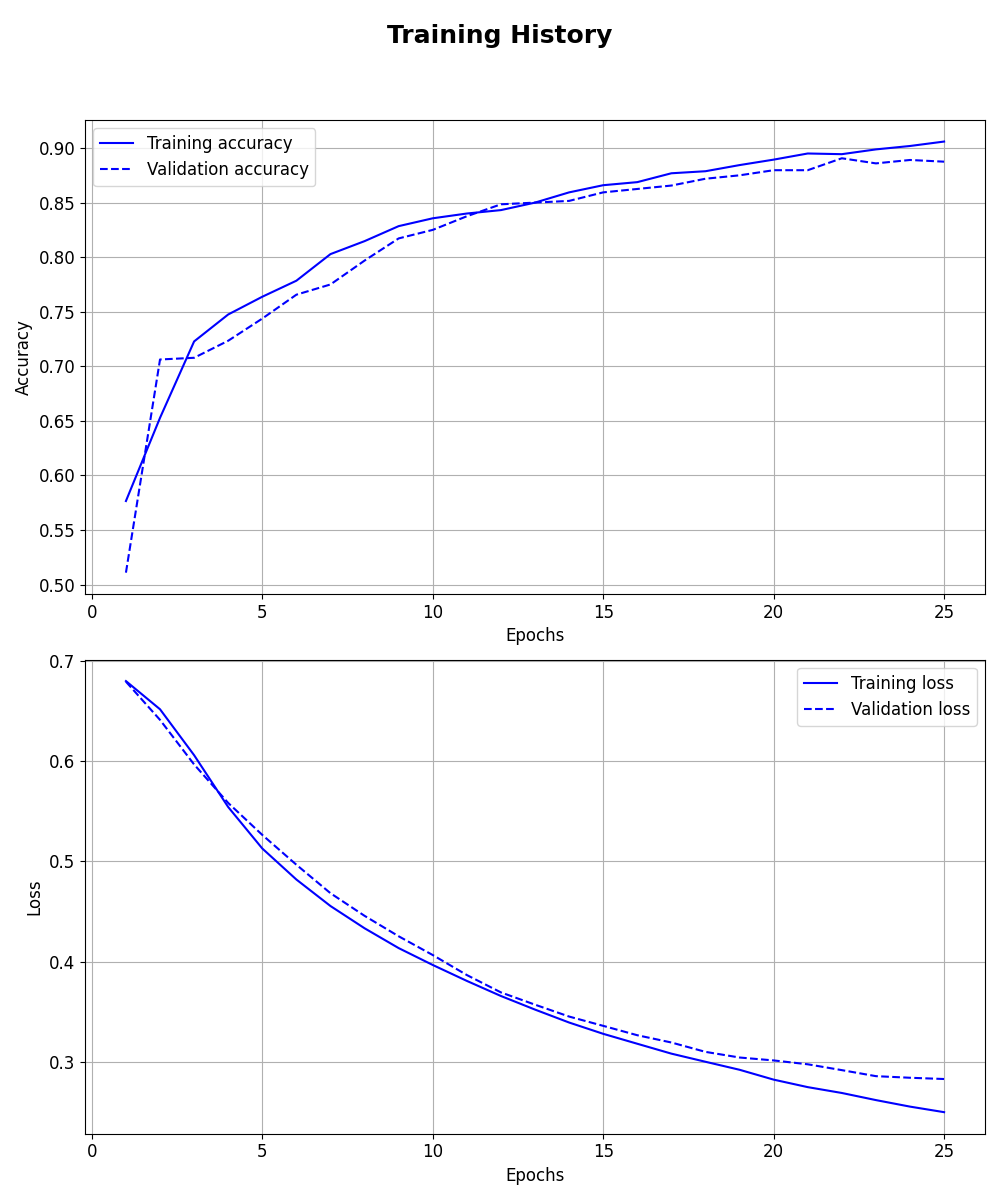 Training History
Training accuracy
Validation accuracy
0.90
0.85
0.80
0.75
0.70
0.65
0.60
0.55
0.50
Accuracy
0 5 10 15 20 25
Epochs
Training loss
Validation loss
0.7
0.6
0.5
0.4
0.3
Loss
0 5 10 15 20 25
Epochs